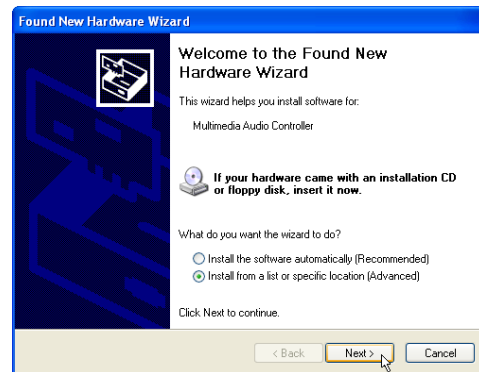 Found New Hardware Wizard
Welcome to the Found New
Hardware Wizard
This wizard helps you install software for:
Multimedia Audio Controller
If your hardware came with an installation CD
or floppy disk, insert it now.
What do you want the wizard to do?
Install the software automatically (Recommended)
Install from a list or specific location (Advanced)
Click Next to continue.
< Back Next > Cancel